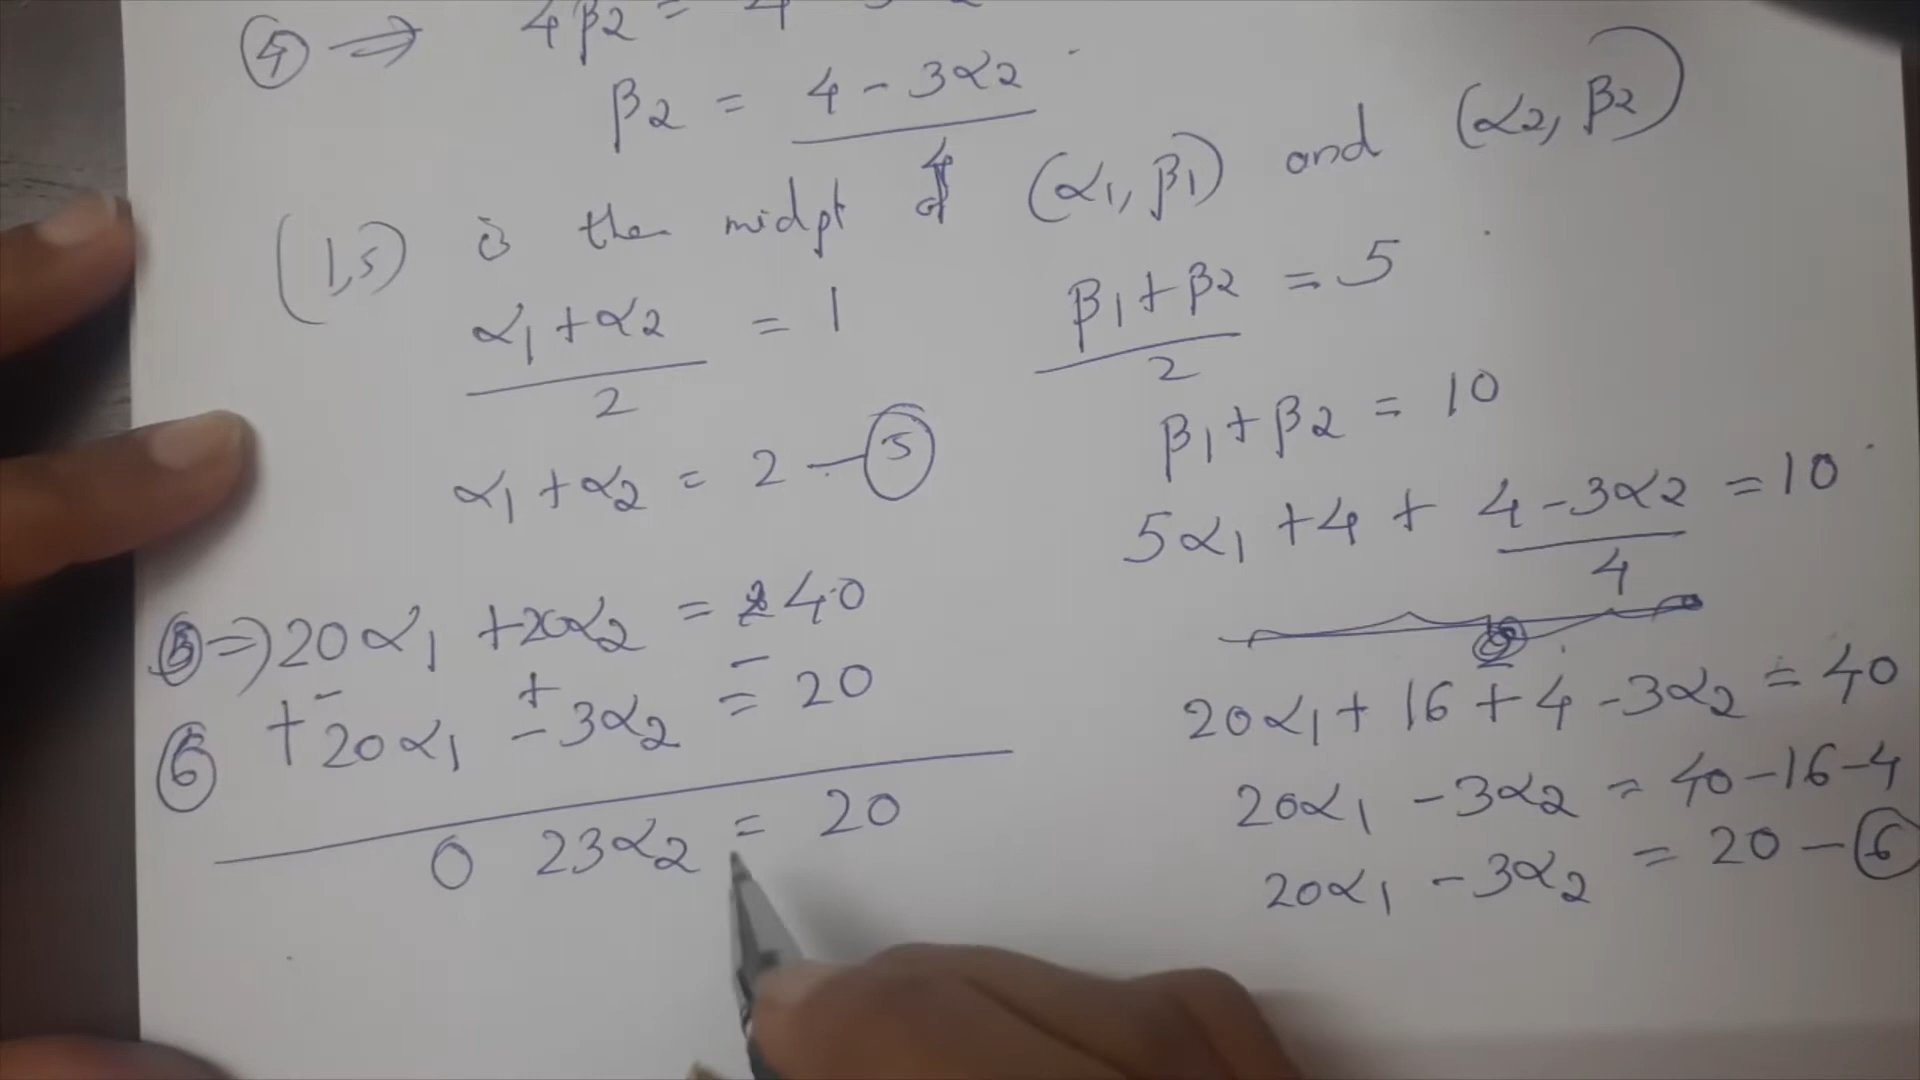 ④ ⇒ 4β2 =
β2 = (4 - 3α2)/4
(1,5) is the midpt of (α1, β1) and (α2, β2)
(α1 + α2)/2 = 1
(β1 + β2)/2 = 5
α1 + α2 = 2 — ⑤
β1 + β2 = 10
5α1 + 4 + (4 - 3α2)/4 = 10
20α1 + 16 + 4 - 3α2 = 40
20α1 - 3α2 = 40 - 16 - 4
20α1 - 3α2 = 20 — ⑥
⑤ ⇒ 20α1 + 20α2 = 40
- + -
⑥ + 20α1 - 3α2 = 20
0 23α2 = 20